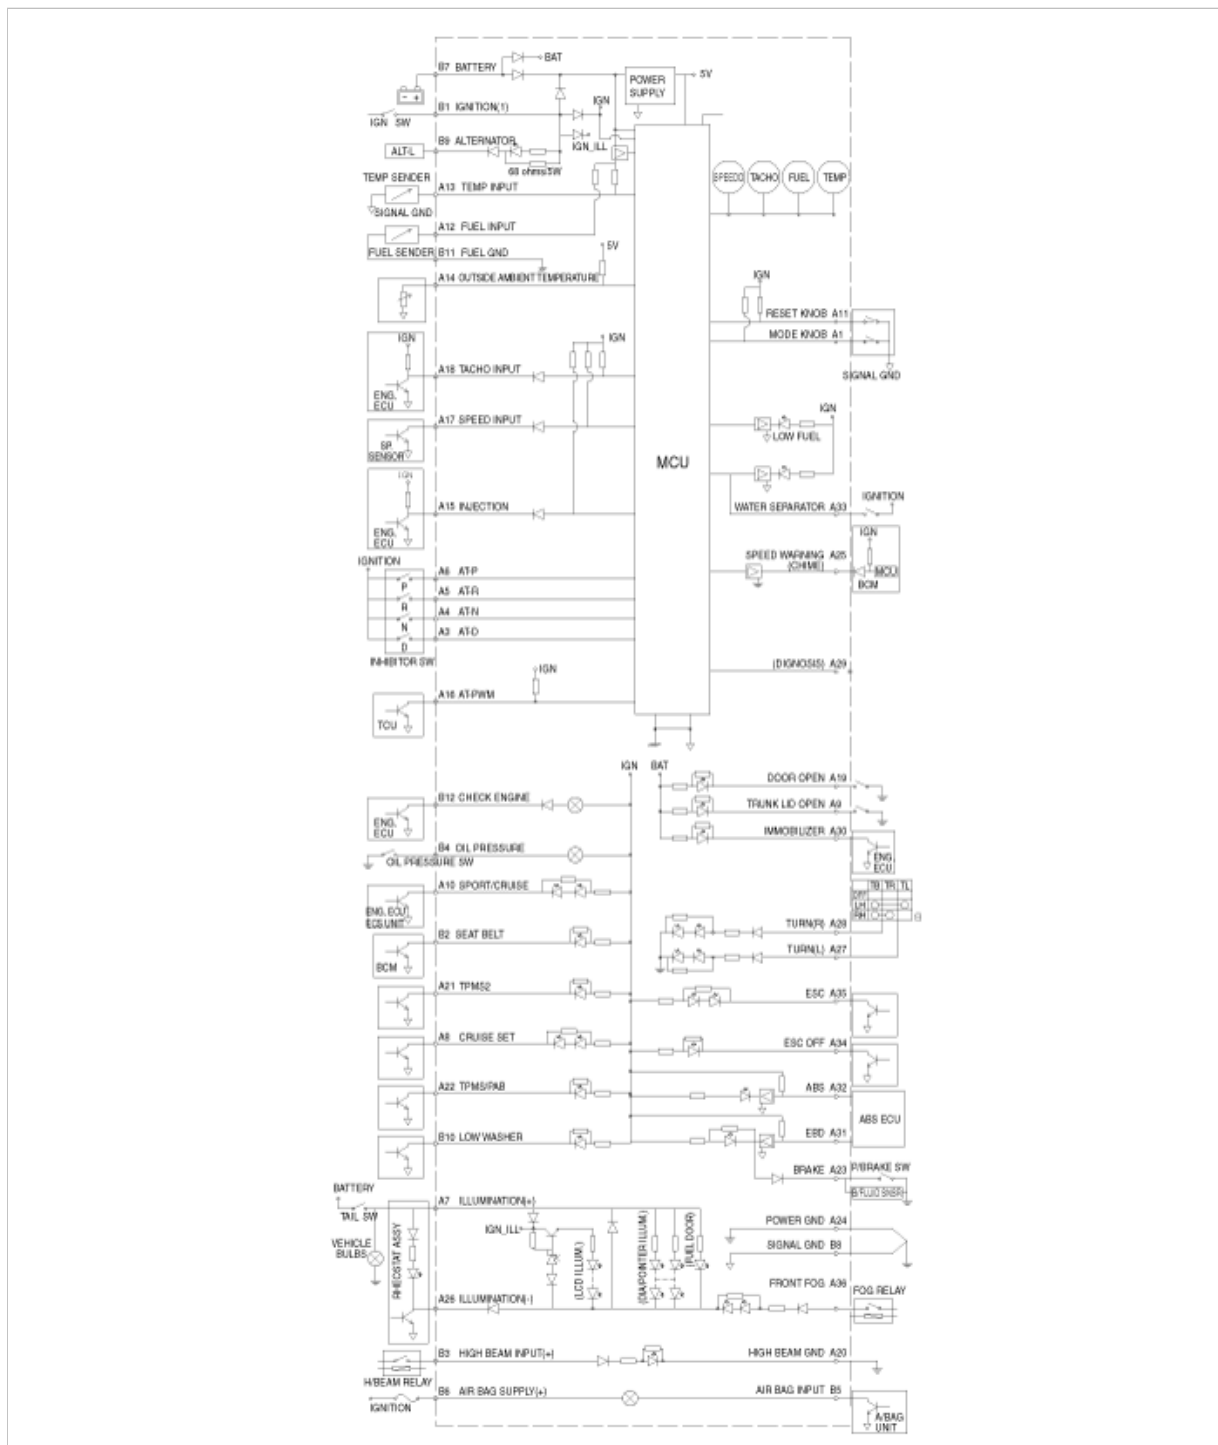 BAT
B7 BATTERY
5V
POWER
SUPPLY
B1 IGNITION(1)
IGN
IGN SW
B9 ALTERNATOR
IGN_ILL
ALT-L
68 ohms/5W
TEMP SENDER
A13 TEMP INPUT
SIGNAL GND
SPEEDO TACHO FUEL TEMP
A12 FUEL INPUT
FUEL SENDER B11 FUEL GND
5V
A14 OUTSIDE AMBIENT TEMPERATURE
IGN
RESET KNOB A11
MODE KNOB A1
SIGNAL GND
IGN
IGN
A18 TACHO INPUT
ENG.
ECU
A17 SPEED INPUT
SP.
SENSOR
IGN
LOW FUEL
MCU
IGN
A15 INJECTION
ENG.
ECU
WATER SEPARATOR A33
IGNITION
IGN
SPEED WARNING A25
(CHIME)
MCU
BCM
IGNITION
A6 AT-P
P
A5 AT-R
R
A4 AT-N
N
A3 AT-D
D
INHIBITOR SW
(DIGNOSIS) A29
IGN
A16 AT-PWM
TCU
IGN BAT
DOOR OPEN A19
TRUNK LID OPEN A9
IMMOBILIZER A30
ENG.
ECU
B12 CHECK ENGINE
ENG.
ECU
B4 OIL PRESSURE
OIL PRESSURE SW
A10 SPORT/CRUISE
ENG. ECU
ECS UNIT
TB TR TL
OFF
LH
RH
TURN(R) A28
TURN(L) A27
B2 SEAT BELT
BCM
A21 TPMS2
ESC A35
A8 CRUISE SET
ESC OFF A34
A22 TPMS/PAB
ABS A32
ABS ECU
B10 LOW WASHER
EBD A31
BRAKE A23
P/BRAKE SW
B/FLUID SNSR
BATTERY
TAIL SW
A7 ILLUMINATION(+)
VEHICLE
BULBS
RHEOSTAT ASSY
IGN_ILL
(LCD ILLUM.)
(DIA/POINTER ILLUM.)
(FUEL DOOR)
POWER GND A24
SIGNAL GND B8
FRONT FOG A36
FOG RELAY
A26 ILLUMINATION(-)
B3 HIGH BEAM INPUT(+)
HIGH BEAM GND A20
H/BEAM RELAY
B6 AIR BAG SUPPLY(+)
AIR BAG INPUT B5
IGNITION
A/BAG
UNIT